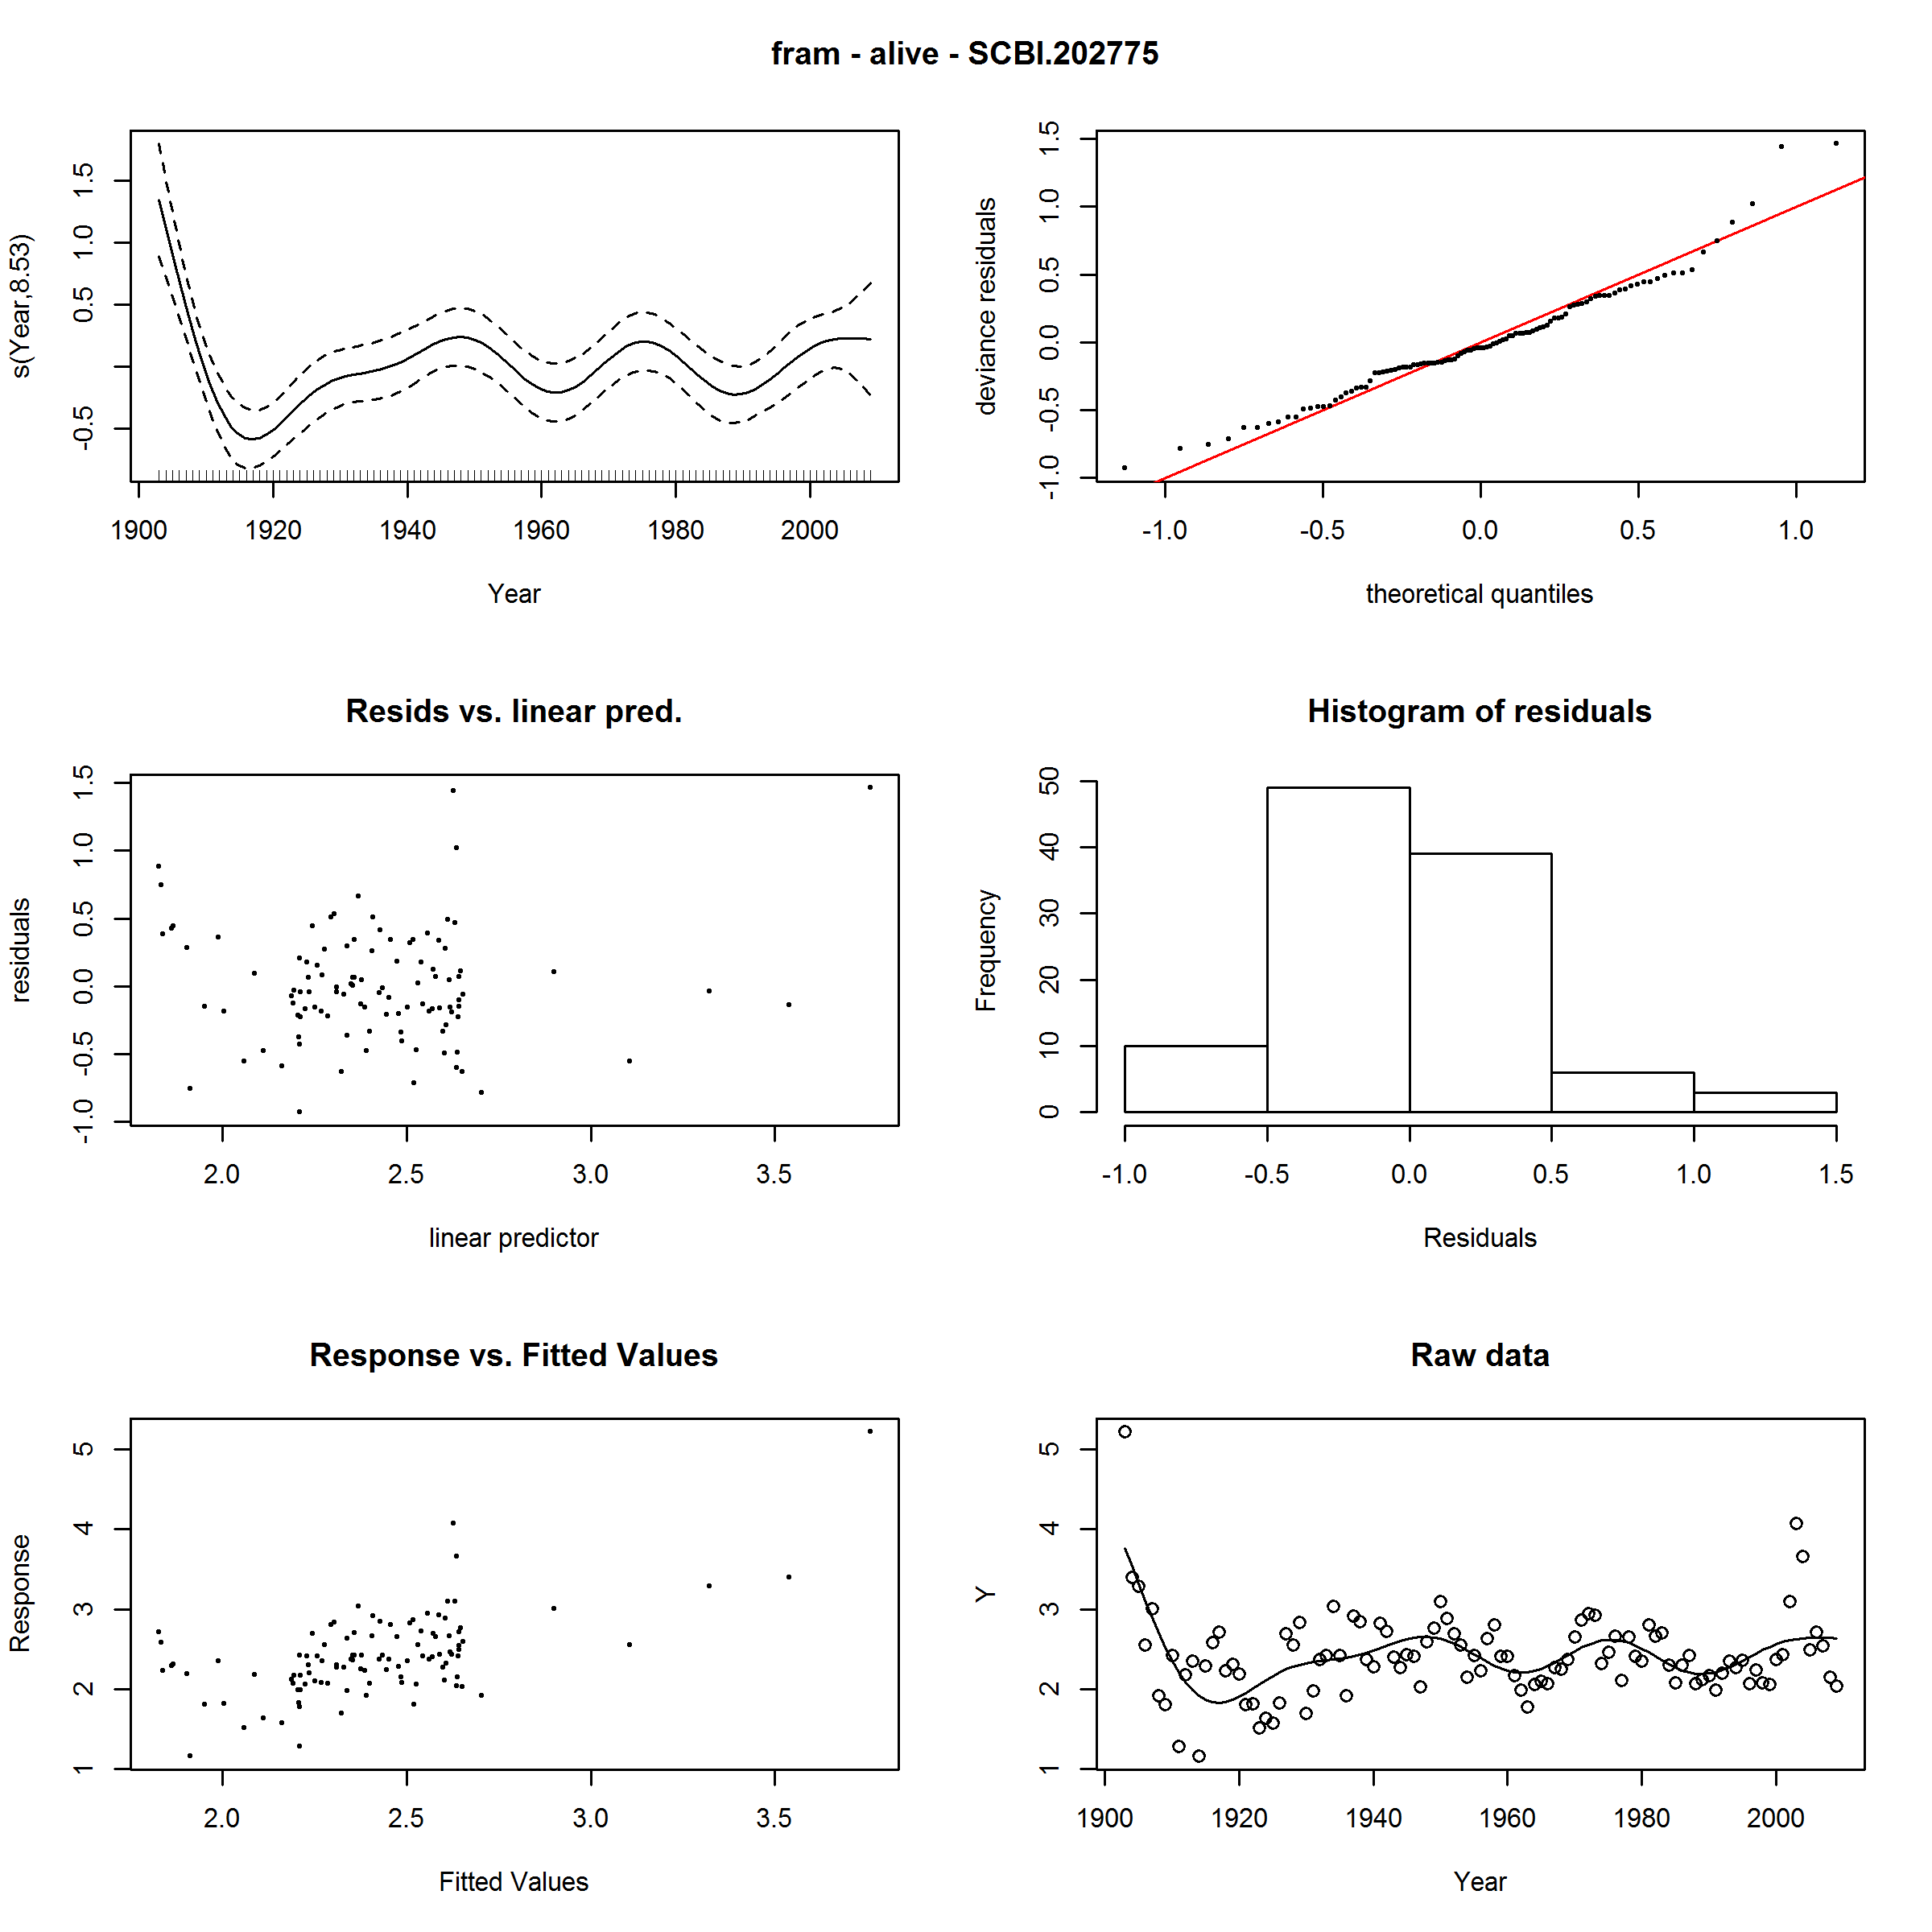 fram - alive - SCBI.202775
s(Year,8.53)
-0.5 0.5 1.0 1.5
1900 1920 1940 1960 1980 2000
Year
deviance residuals
-1.0 -0.5 0.0 0.5 1.0 1.5
-1.0 -0.5 0.0 0.5 1.0
theoretical quantiles
Resids vs. linear pred.
residuals
-1.0 -0.5 0.0 0.5 1.0 1.5
2.0 2.5 3.0 3.5
linear predictor
Histogram of residuals
Frequency
0 10 20 30 40 50
-1.0 -0.5 0.0 0.5 1.0 1.5
Residuals
Response vs. Fitted Values
Response
1 2 3 4 5
2.0 2.5 3.0 3.5
Fitted Values
Raw data
Y
1 2 3 4 5
1900 1920 1940 1960 1980 2000
Year